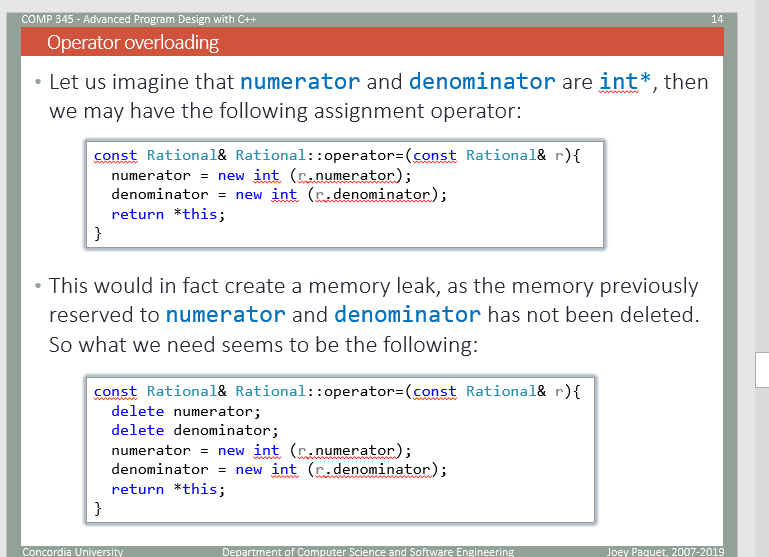 COMP 345 - Advanced Program Design with C++ 14
Operator overloading
• Let us imagine that numerator and denominator are int*, then
we may have the following assignment operator:
const Rational& Rational::operator=(const Rational& r){
numerator = new int (r.numerator);
denominator = new int (r.denominator);
return *this;
}
• This would in fact create a memory leak, as the memory previously
reserved to numerator and denominator has not been deleted.
So what we need seems to be the following:
const Rational& Rational::operator=(const Rational& r){
delete numerator;
delete denominator;
numerator = new int (r.numerator);
denominator = new int (r.denominator);
return *this;
}
Concordia University Department of Computer Science and Software Engineering Joey Paquet, 2007-2019